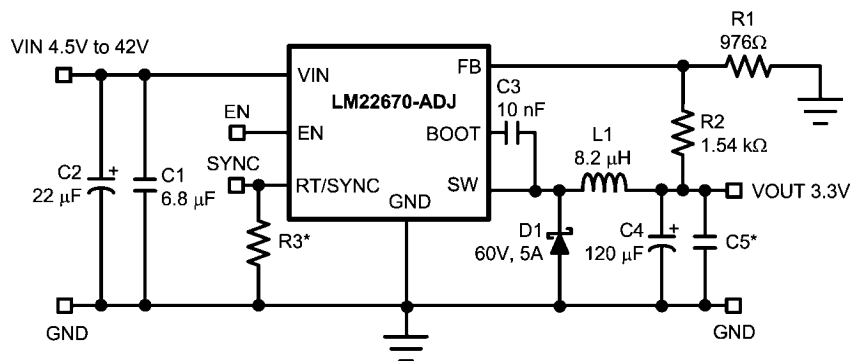 VIN 4.5V to 42V
R1
976Ω
VIN
FB
LM22670-ADJ
C3
10 nF
EN
EN
BOOT
L1
8.2 μH
R2
1.54 kΩ
SYNC
RT/SYNC
SW
GND
VOUT 3.3V
C2
+
22 μF
C1
6.8 μF
R3*
D1
60V, 5A
C4
+
120 μF
C5*
GND
GND